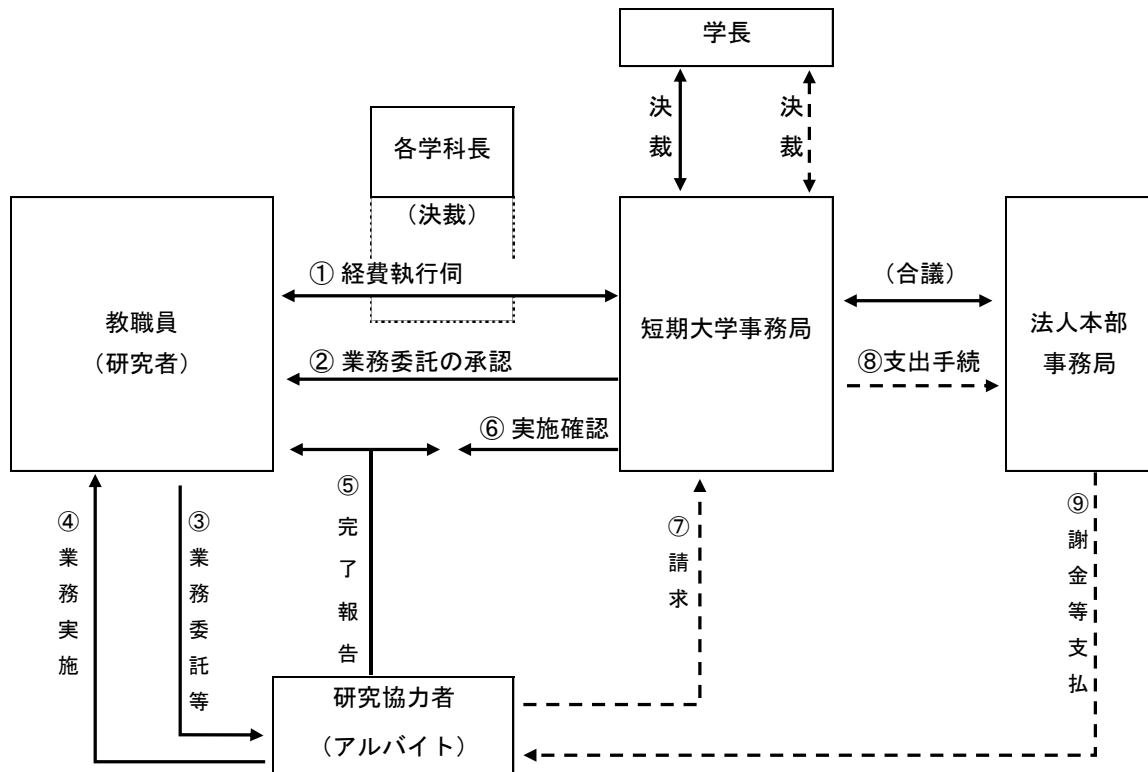 学長
決裁
決裁
各学科長
（決裁）
教職員
（研究者）
① 経費執行伺
短期大学事務局
（合議）
法人本部
事務局
② 業務委託の承認
⑧支出手続
⑥ 実施確認
④業務実施
③業務委託等
⑤完了報告
⑦請求
⑨謝金等支払
研究協力者
（アルバイト）